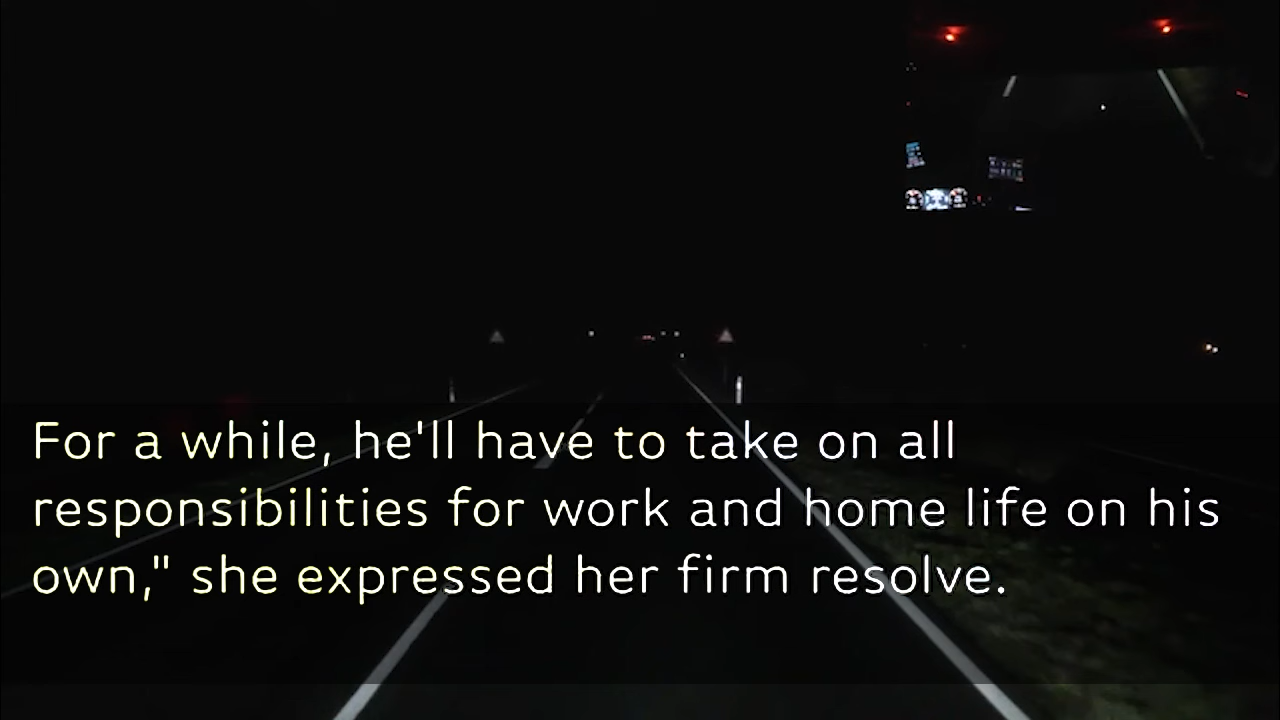 For a while, he'll have to take on all
responsibilities for work and home life on his
own," she expressed her firm resolve.